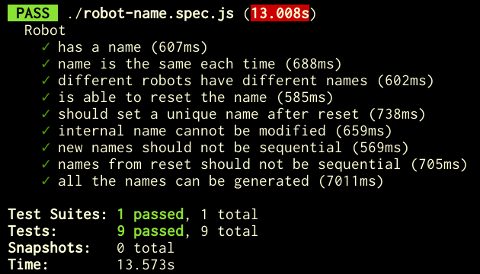 PASS ./robot-name.spec.js (13.008s)
Robot
✓ has a name (607ms)
✓ name is the same each time (688ms)
✓ different robots have different names (602ms)
✓ is able to reset the name (585ms)
✓ should set a unique name after reset (738ms)
✓ internal name cannot be modified (659ms)
✓ new names should not be sequential (569ms)
✓ names from reset should not be sequential (705ms)
✓ all the names can be generated (7011ms)
Test Suites: 1 passed, 1 total
Tests: 9 passed, 9 total
Snapshots: 0 total
Time: 13.573s